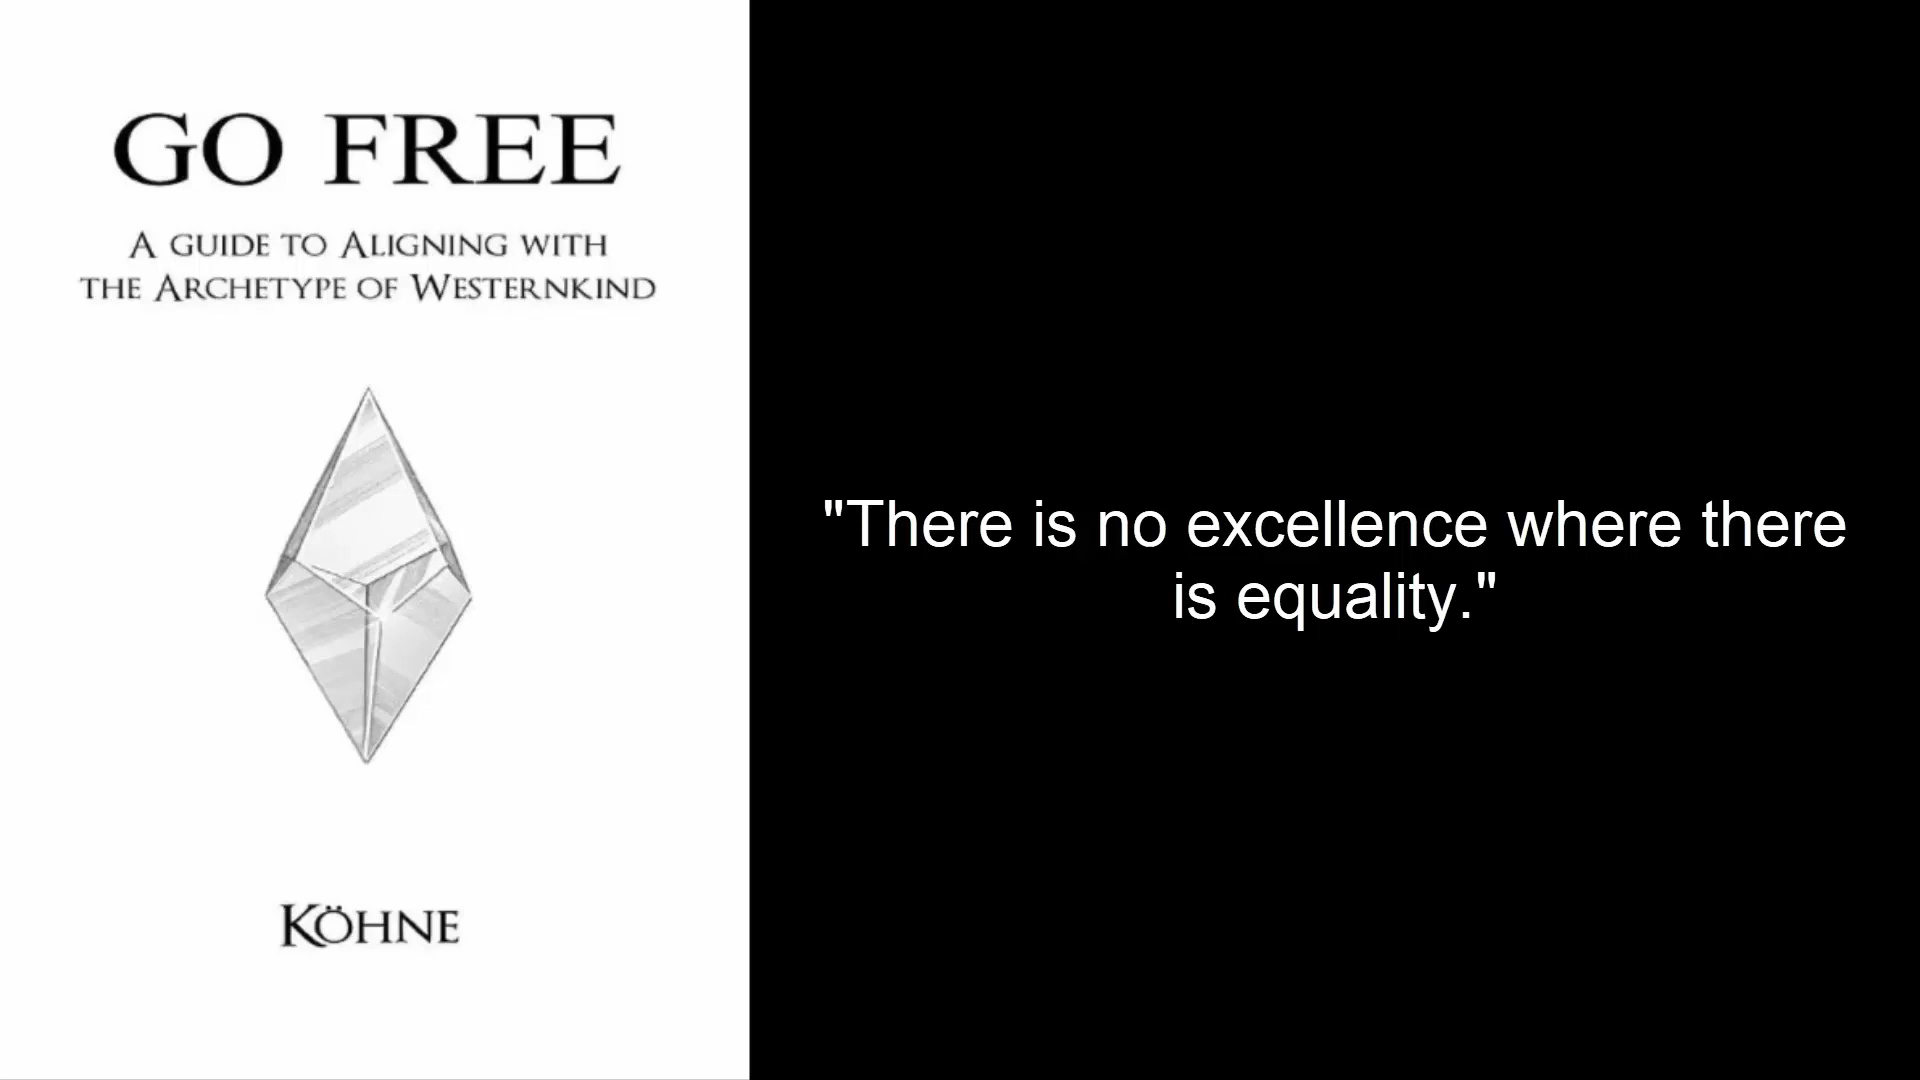 GO FREE
A GUIDE TO ALIGNING WITH
THE ARCHETYPE OF WESTERNKIND
KÖHNE
"There is no excellence where there
is equality."